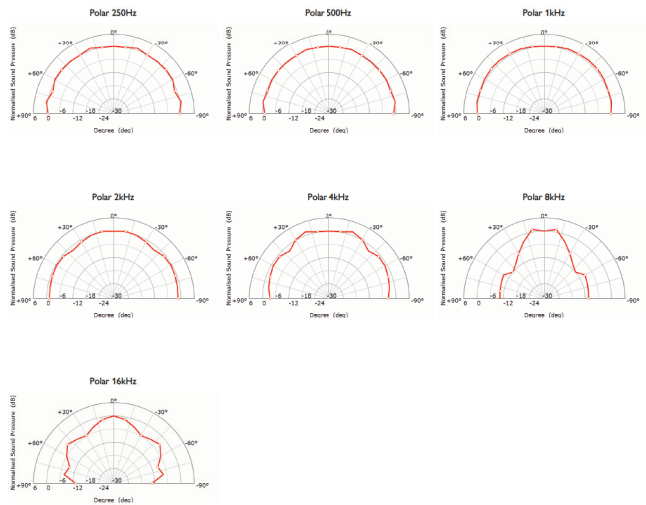 Polar 250Hz
Normalised Sound Pressure (dB)
0°
+30°
-30°
+60°
-60°
+90°
-90°
6 0 -6 -12 -18 -30
Degree (deg)
Polar 500Hz
Normalised Sound Pressure (dB)
0°
+30°
-30°
+60°
-60°
+90°
-90°
6 0 -6 -12 -18 -30
Degree (deg)
Polar 1kHz
Normalised Sound Pressure (dB)
0°
+30°
-30°
+60°
-60°
+90°
-90°
6 0 -6 -12 -18 -30
Degree (deg)
Polar 2kHz
Normalised Sound Pressure (dB)
0°
+30°
-30°
+60°
-60°
+90°
-90°
6 0 -6 -12 -18 -30
Degree (deg)
Polar 4kHz
Normalised Sound Pressure (dB)
0°
+30°
-30°
+60°
-60°
+90°
-90°
6 0 -6 -12 -18 -30
Degree (deg)
Polar 8kHz
Normalised Sound Pressure (dB)
0°
+30°
-30°
+60°
-60°
+90°
-90°
6 0 -6 -12 -18 -30
Degree (deg)
Polar 16kHz
Normalised Sound Pressure (dB)
0°
+30°
-30°
+60°
-60°
+90°
-90°
6 0 -6 -12 -18 -30
Degree (deg)